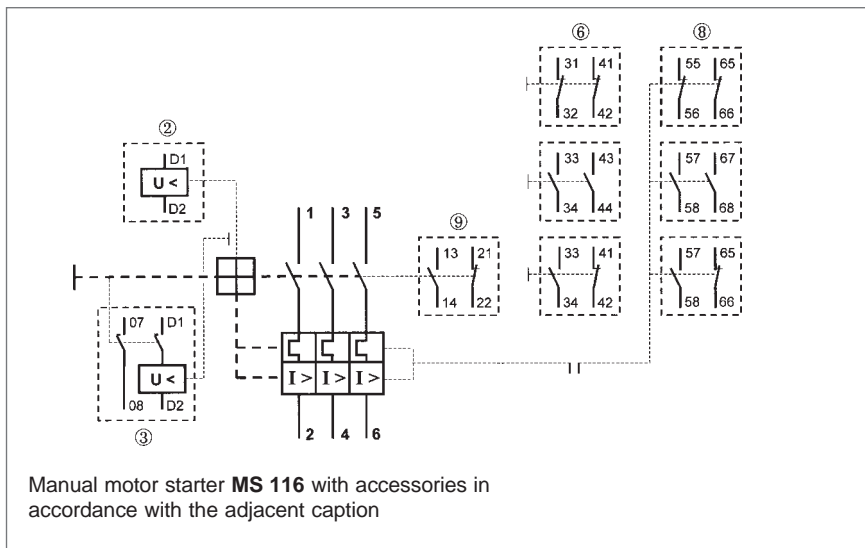 ⑥ ⑧
31 41 55 65
32 42 56 66
②
D1
U <
D2
33 43 57 67
34 44 58 68
1 3 5
⑨
13 21
14 22
33 41 57 65
34 42 58 66
07 D1
U <
08 D2
③
I > I > I >
2 4 6
Manual motor starter MS 116 with accessories in
accordance with the adjacent caption